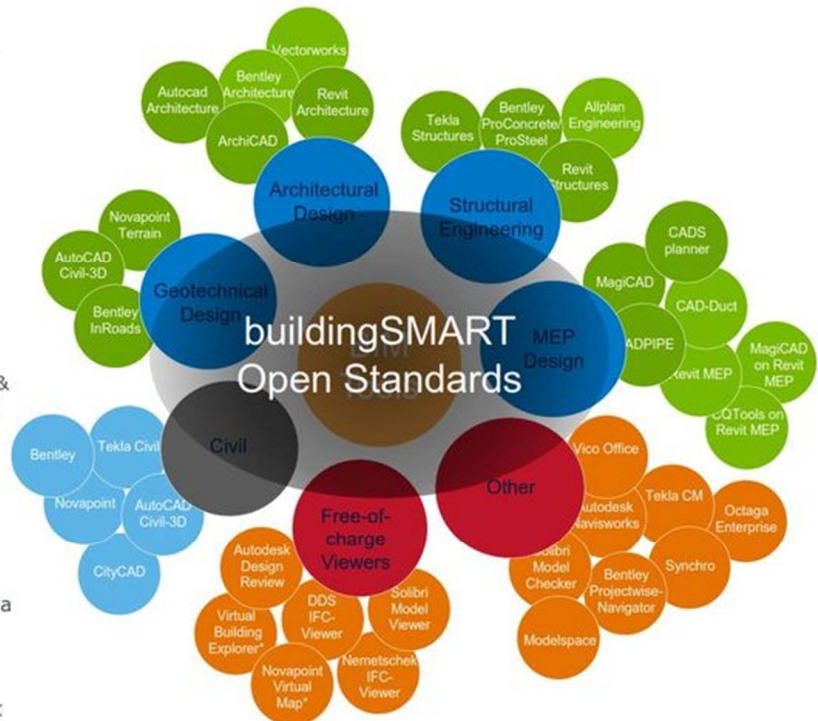 Vectorworks
Bentley
Architecture
Autocad
Architecture
Revit
Architecture
ArchiCAD
Tekla
Structures
Bentley
ProConcrete/
ProSteel
Allplan
Engineering
Revit
Structures
Architectural
Design
Structural
Engineering
Novapoint
Terrain
AutoCAD
Civil-3D
Bentley
InRoads
Geotechnical
Design
CADS
planner
MagiCAD
CAD-Duct
ADPIPE
Revit MEP
MagiCAD
on Revit
MEP
CQTools on
Revit MEP
MEP
Design
buildingSMART
Open Standards
BIM
Tools
&
Civil
Bentley
Tekla Civil
Novapoint
AutoCAD
Civil-3D
CityCAD
Free-of-
charge
Viewers
Other
Autodesk
Design
Review
Virtual
Building
Explorer*
DDS
IFC-
Viewer
Solibri
Model
Viewer
Novapoint
Virtual
Map*
Nemetschek
IFC-
Viewer
Vico Office
Autodesk
Navisworks
Tekla CM
Octaga
Enterprise
Solibri
Model
Checker
Bentley
Projectwise-
Navigator
Synchro
Modelspace
a